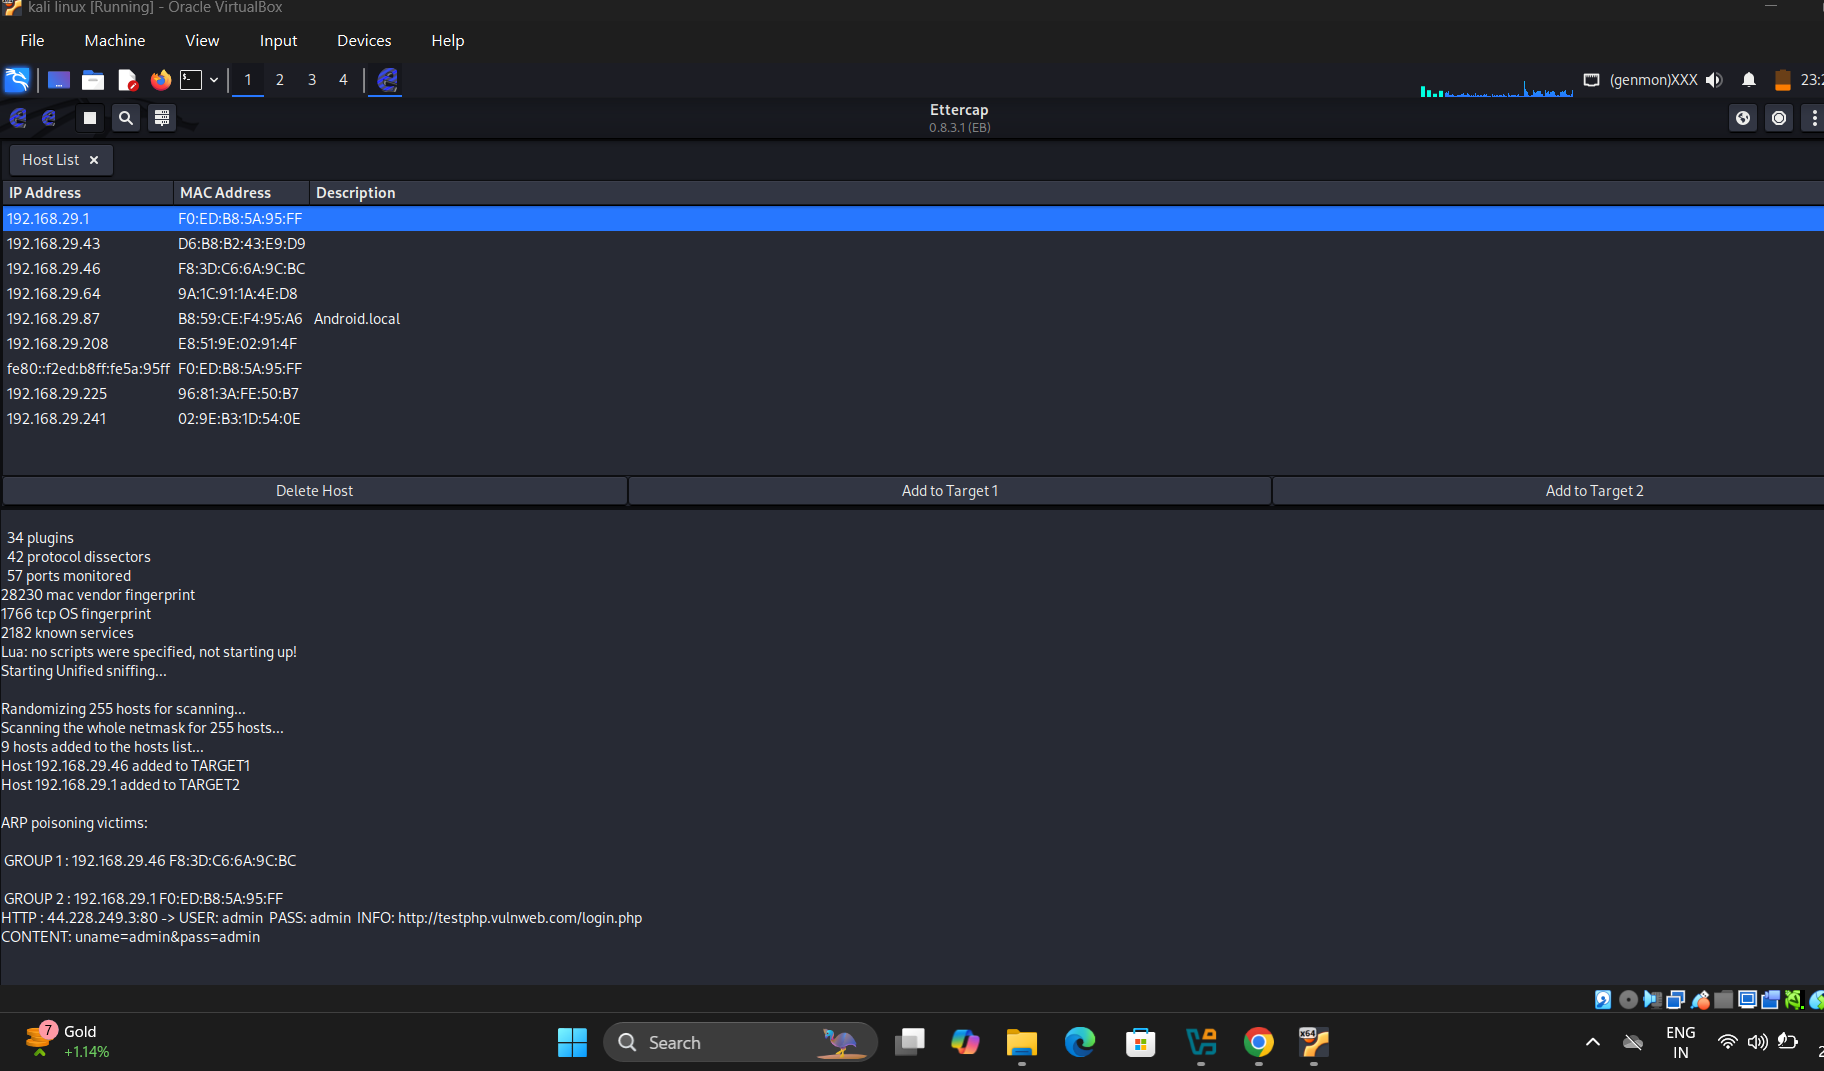 kali linux [Running] - Oracle VirtualBox
File Machine View Input Devices Help
1 2 3 4 (genmon)XXX
Ettercap
0.8.3.1 (EB)
Host List ×
IP Address MAC Address Description
192.168.29.1 F0:ED:B8:5A:95:FF
192.168.29.43 D6:B8:B2:43:E9:D9
192.168.29.46 F8:3D:C6:6A:9C:BC
192.168.29.64 9A:1C:91:1A:4E:D8
192.168.29.87 B8:59:CE:F4:95:A6 Android.local
192.168.29.208 E8:51:9E:02:91:4F
fe80::f2ed:b8ff:fe5a:95ff F0:ED:B8:5A:95:FF
192.168.29.225 96:81:3A:FE:50:B7
192.168.29.241 02:9E:B3:1D:54:0E
Delete Host Add to Target 1 Add to Target 2
34 plugins
42 protocol dissectors
57 ports monitored
28230 mac vendor fingerprint
1766 tcp OS fingerprint
2182 known services
Lua: no scripts were specified, not starting up!
Starting Unified sniffing...
Randomizing 255 hosts for scanning...
Scanning the whole netmask for 255 hosts...
9 hosts added to the hosts list...
Host 192.168.29.46 added to TARGET1
Host 192.168.29.1 added to TARGET2
ARP poisoning victims:
GROUP 1 : 192.168.29.46 F8:3D:C6:6A:9C:BC
GROUP 2 : 192.168.29.1 F0:ED:B8:5A:95:FF
HTTP : 44.228.249.3:80 -> USER: admin PASS: admin INFO: http://testphp.vulnweb.com/login.php
CONTENT: uname=admin&pass=admin
7 Gold
+1.14%
Search
x64
ENG
IN